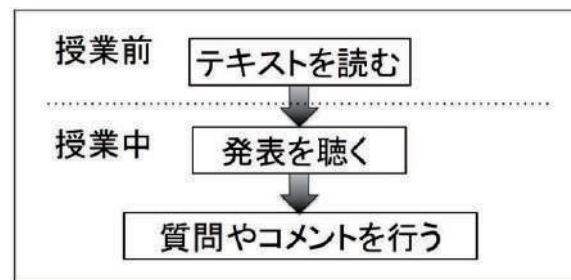 授業前
テキストを読む
授業中
発表を聴く
質問やコメントを行う